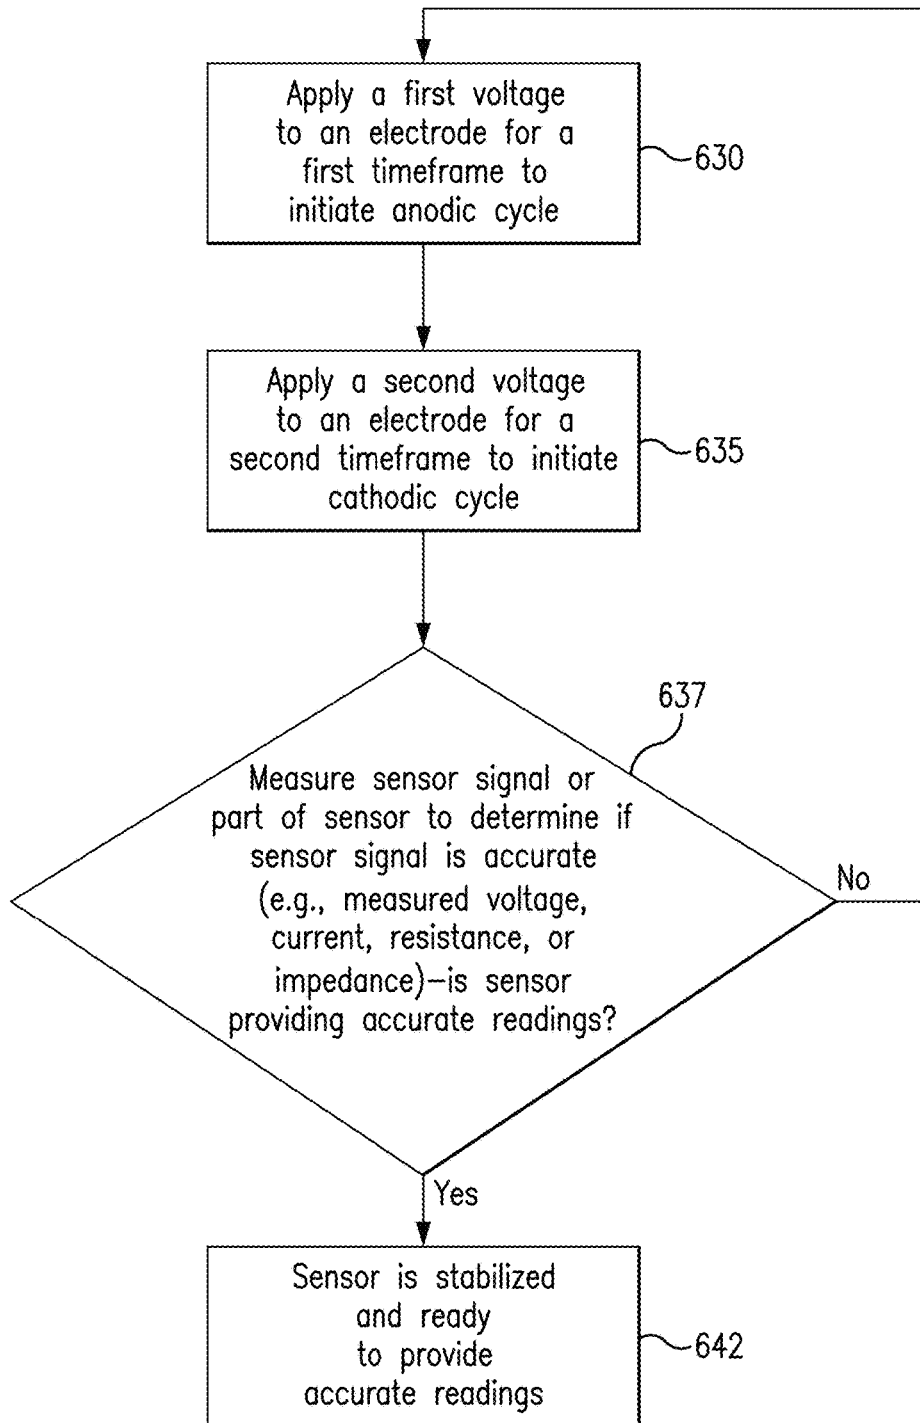 Apply a first voltage
to an electrode for a
first timeframe to
initiate anodic cycle
630
Apply a second voltage
to an electrode for a
second timeframe to initiate
cathodic cycle
635
637
Measure sensor signal or
part of sensor to determine if
sensor signal is accurate
(e.g., measured voltage,
current, resistance, or
impedance)–is sensor
providing accurate readings?
No
Yes
Sensor is stabilized
and ready
to provide
accurate readings
642